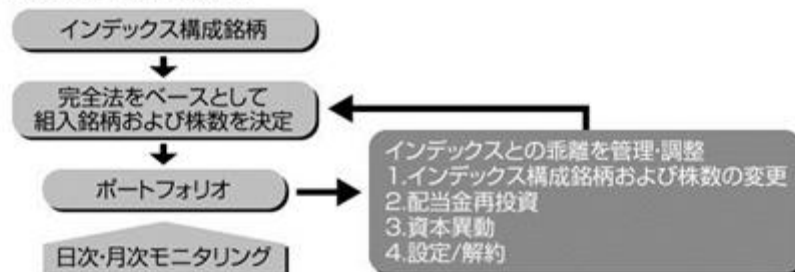 インデックス構成銘柄
完全法をベースとして
組入銘柄および株数を決定
ポートフォリオ
日次・月次モニタリング
インデックスとの乖離を管理・調整
1.インデックス構成銘柄および株数の変更
2.配当金再投資
3.資本異動
4.設定/解約